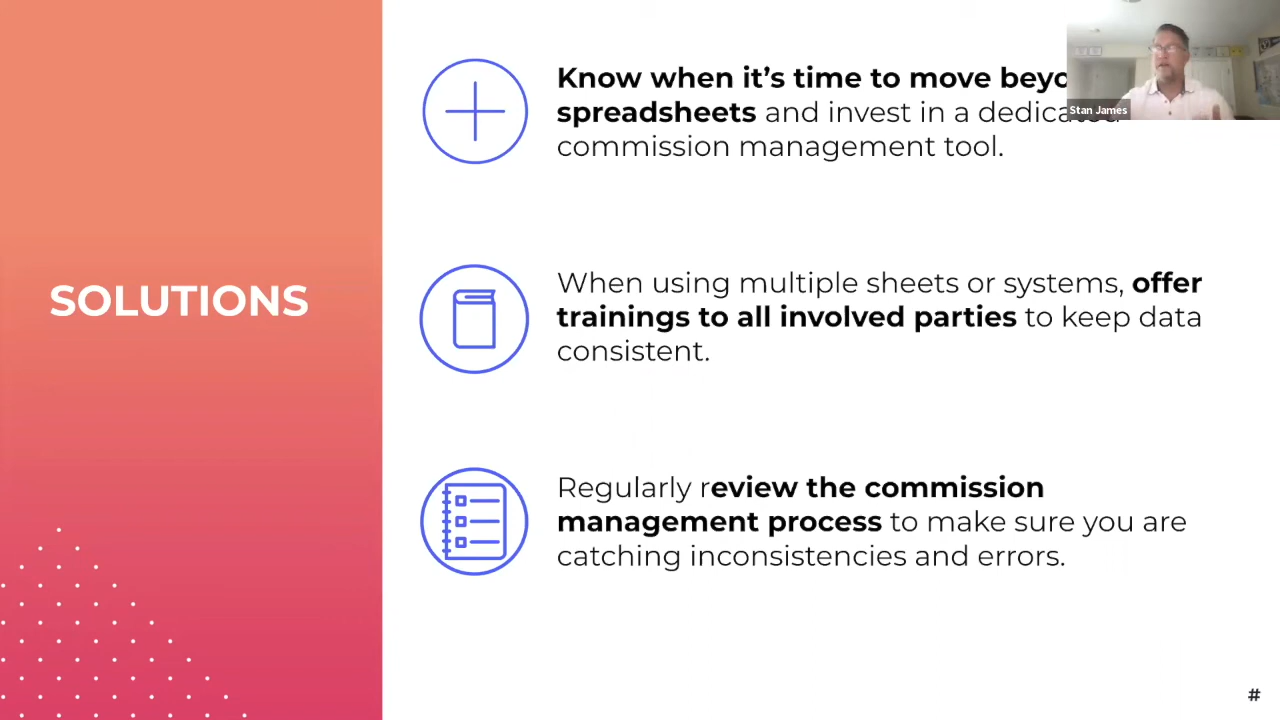 SOLUTIONS
Know when it’s time to move
spreadsheets and invest in a dedicated
commission management tool.
When using multiple sheets or systems, offer
trainings to all involved parties to keep data
consistent.
Regularly review the commission
management process to make sure you are
catching inconsistencies and errors.
Stan James
#